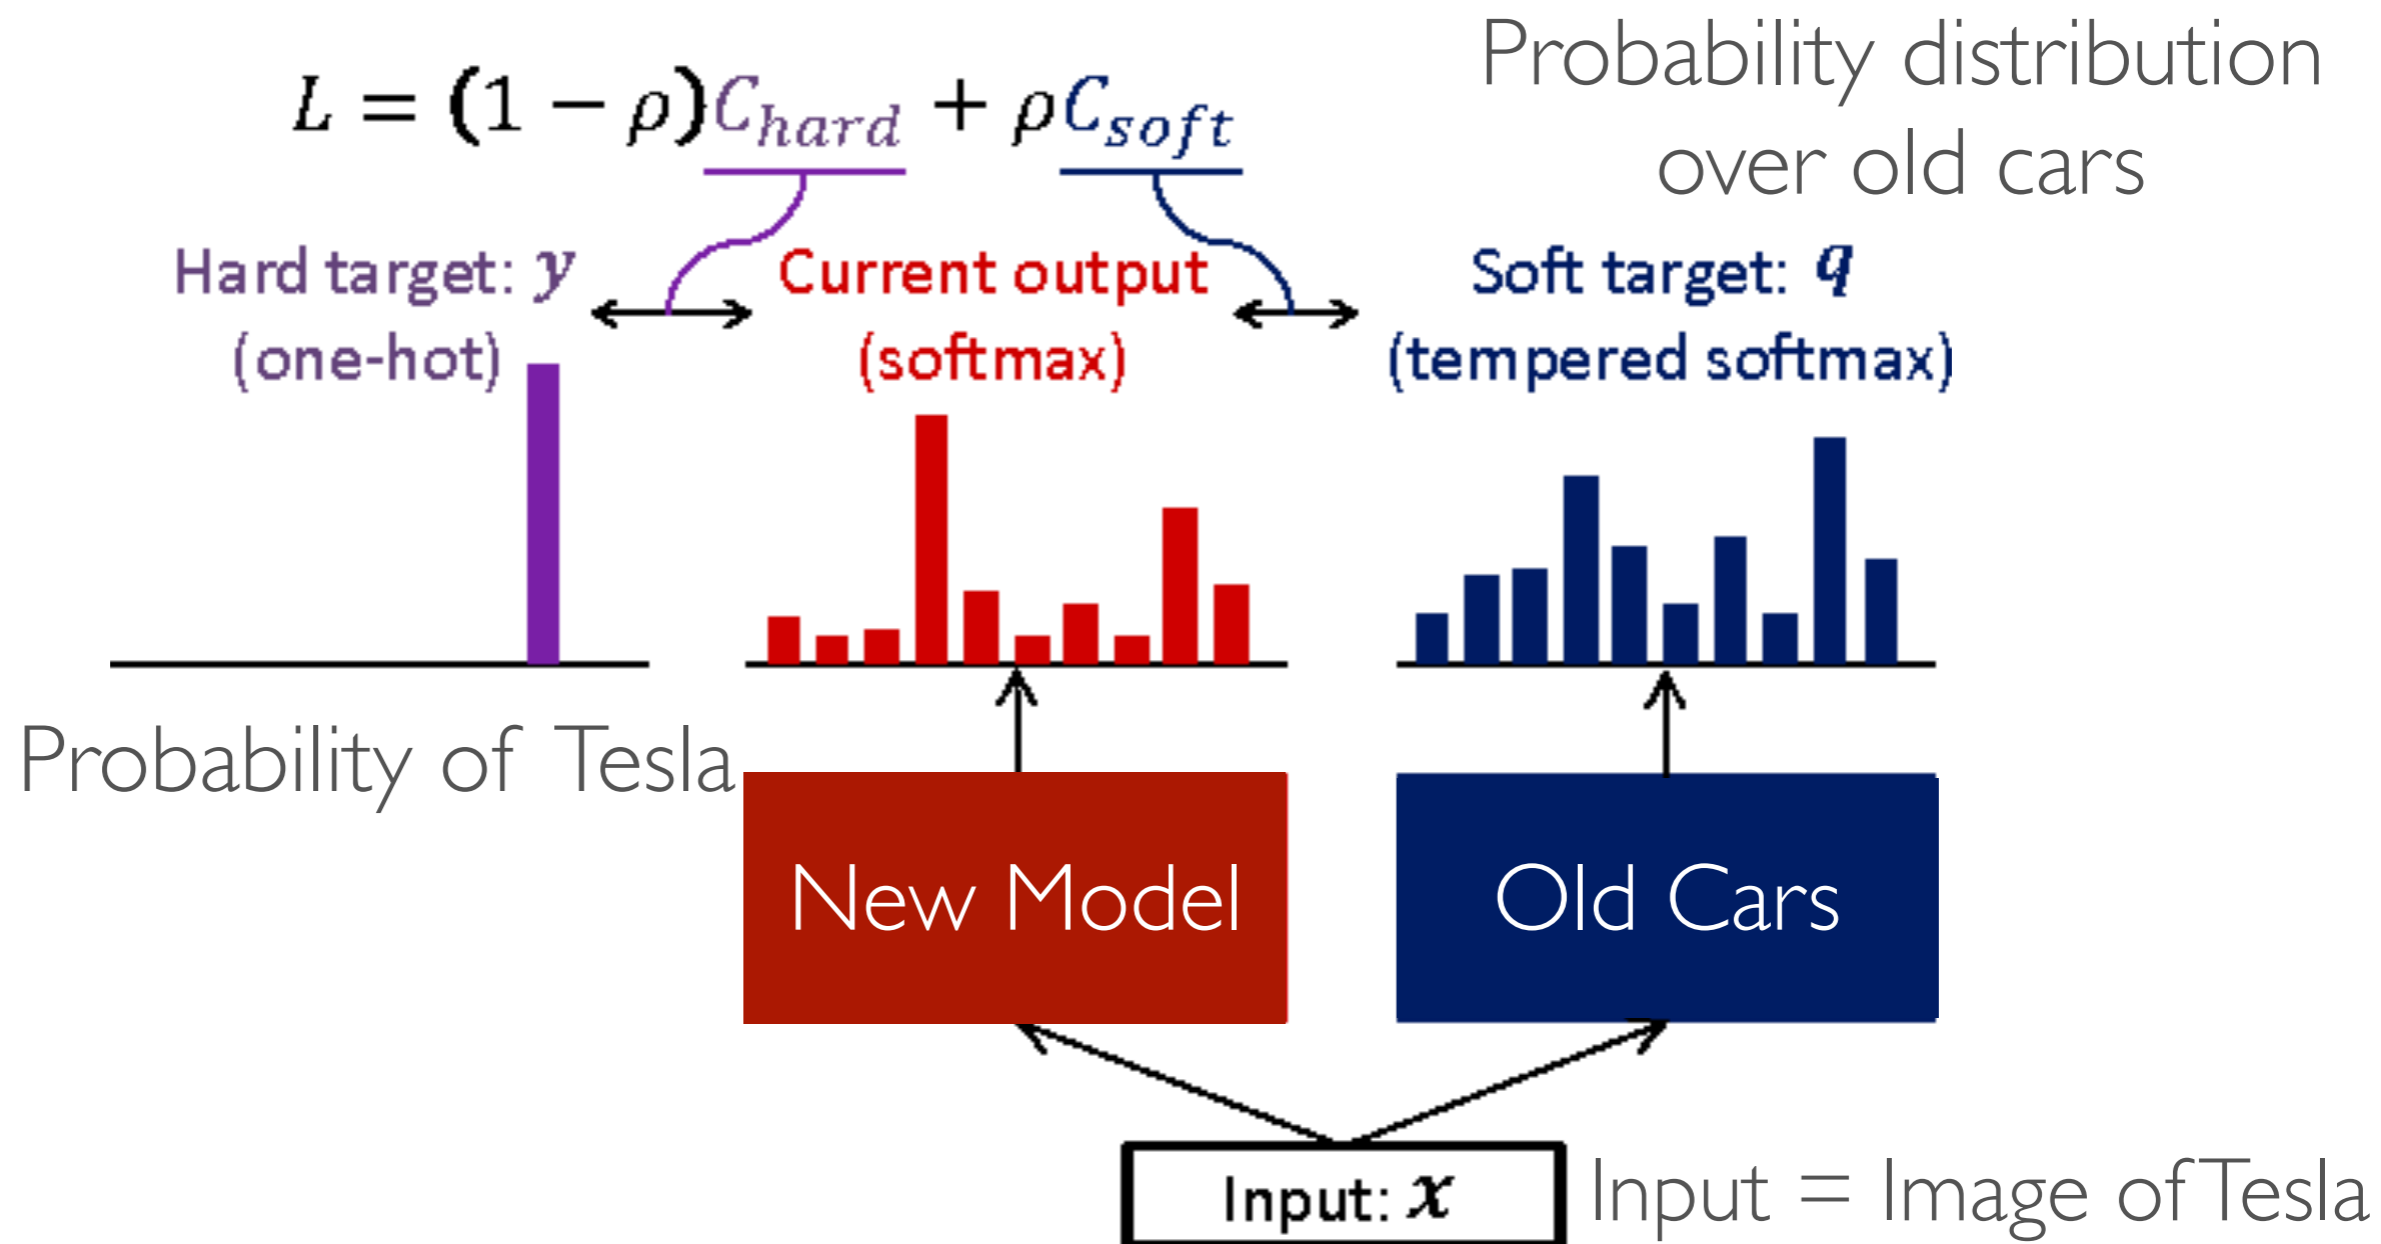 Probability distribution
over old cars
L = (1 − ρ)C_hard + ρC_soft
Hard target: y
(one-hot)
Current output
(softmax)
Soft target: q
(tempered softmax)
Probability of Tesla
New Model
Old Cars
Input: x
Input = Image of Tesla